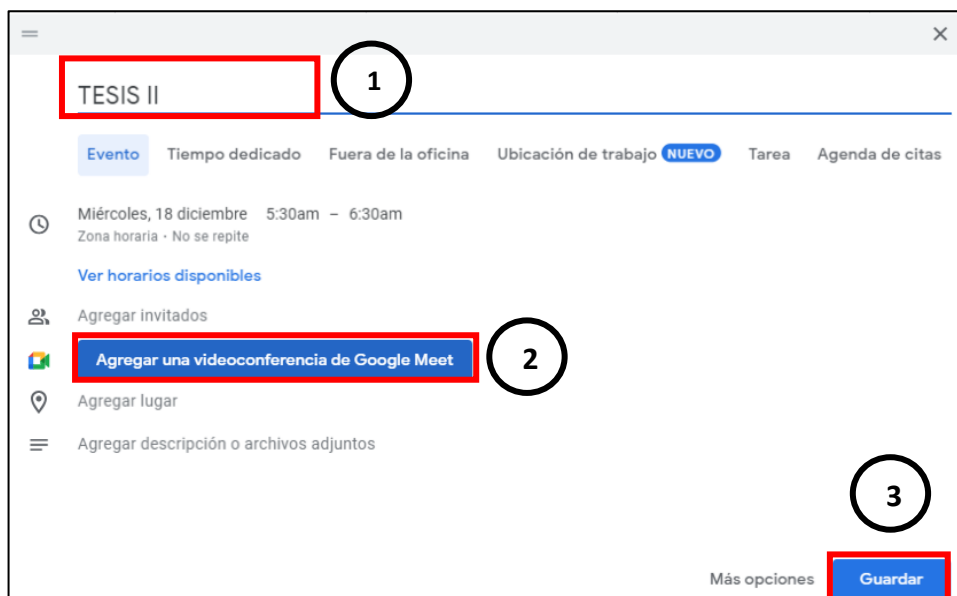 TESIS II
1
Evento Tiempo dedicado Fuera de la oficina Ubicación de trabajo NUEVO Tarea Agenda de citas
Miércoles, 18 diciembre 5:30am – 6:30am
Zona horaria · No se repite
Ver horarios disponibles
Agregar invitados
Agregar una videoconferencia de Google Meet
2
Agregar lugar
Agregar descripción o archivos adjuntos
3
Más opciones Guardar